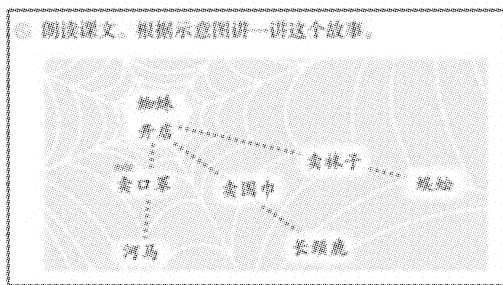 朗读课文。根据示意图讲一讲这个故事。
蜘蛛
开店
卖袜子
卖口罩
卖围巾
蜈蚣
河马
长颈鹿